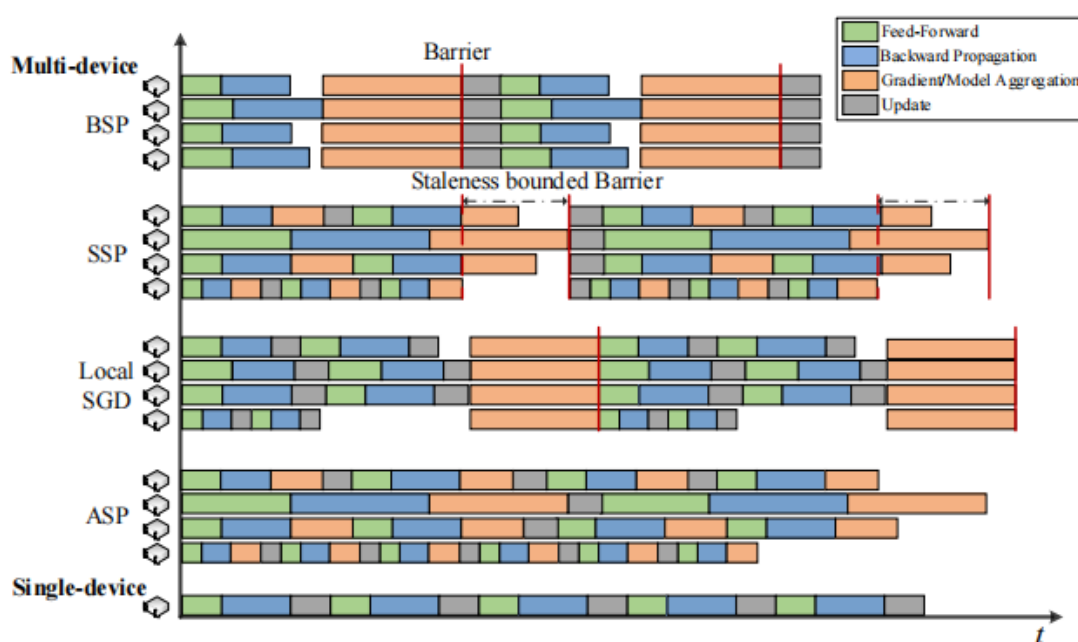 Feed-Forward
Backward Propagation
Gradient/Model Aggregation
Update
Barrier
Multi-device
BSP
Staleness bounded Barrier
SSP
Local
SGD
ASP
Single-device
t